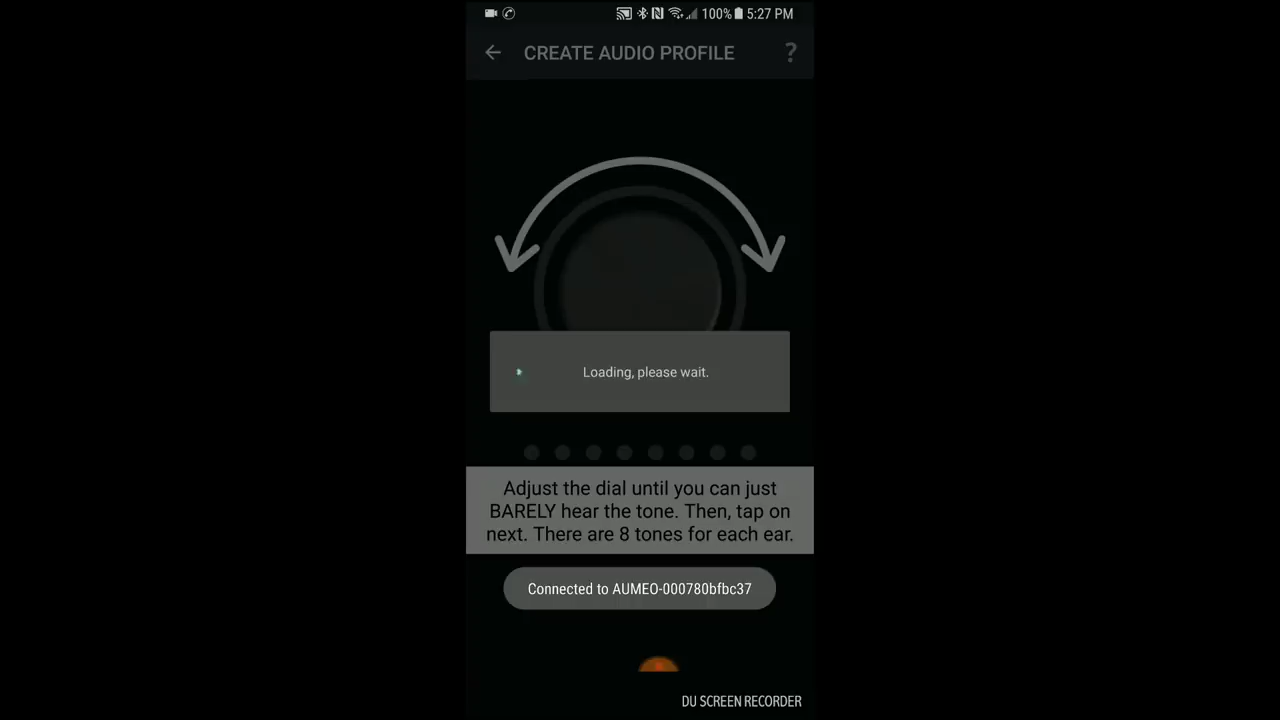 100% 5:27 PM
CREATE AUDIO PROFILE ?
Loading, please wait.
Adjust the dial until you can just
BARELY hear the tone. Then, tap on
next. There are 8 tones for each ear.
Connected to AUMEO-000780bfbc37
DU SCREEN RECORDER